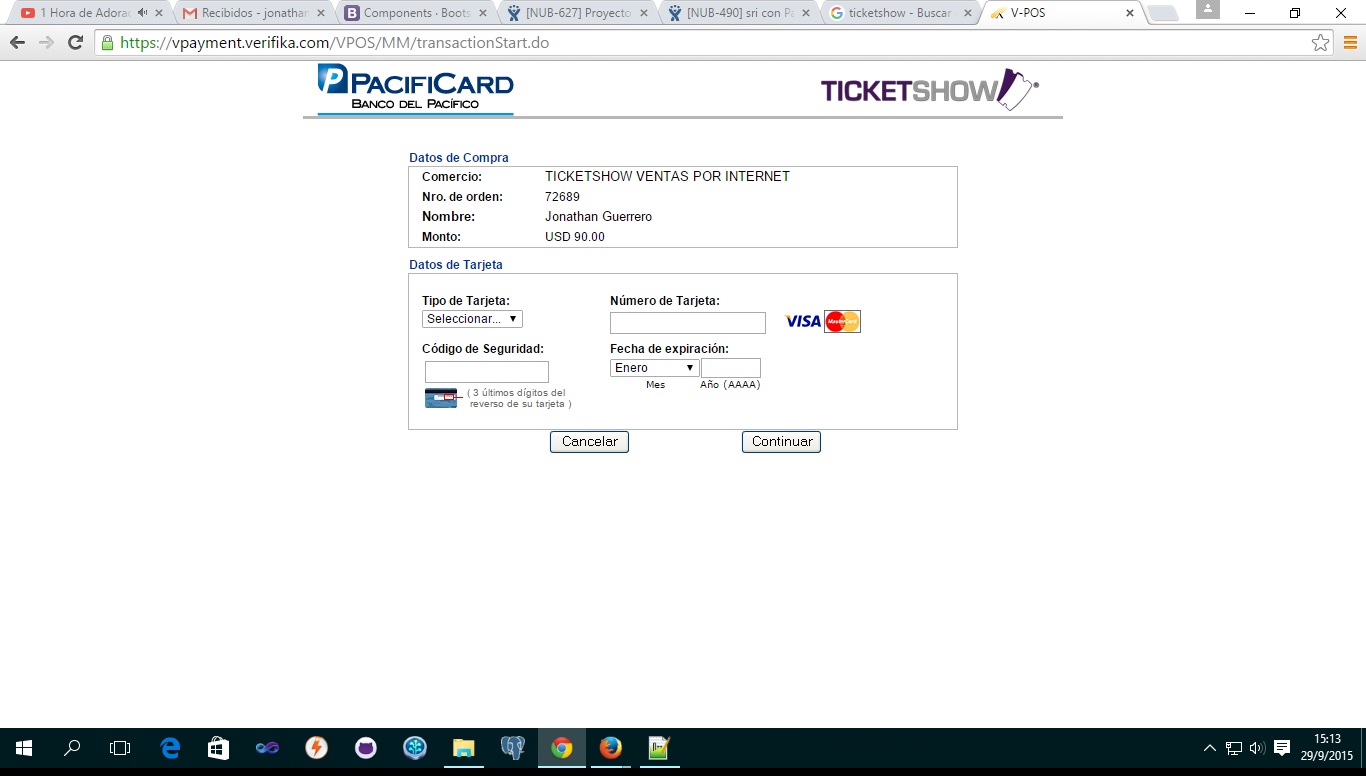 1 Hora de Adorac
Recibidos - jonathan
Components · Boots
[NUB-627] Proyecto
[NUB-490] sri con Pa
ticketshow - Buscar
V-POS
https://vpayment.verifika.com/VPOS/MM/transactionStart.do
PACIFICARD
BANCO DEL PACÍFICO
TICKETSHOW
Datos de Compra
Comercio: TICKETSHOW VENTAS POR INTERNET
Nro. de orden: 72689
Nombre: Jonathan Guerrero
Monto: USD 90.00
Datos de Tarjeta
Tipo de Tarjeta: Número de Tarjeta:
Seleccionar... VISA MasterCard
Código de Seguridad: Fecha de expiración:
Enero
Mes Año (AAAA)
( 3 últimos dígitos del
reverso de su tarjeta )
Cancelar Continuar
15:13
29/9/2015